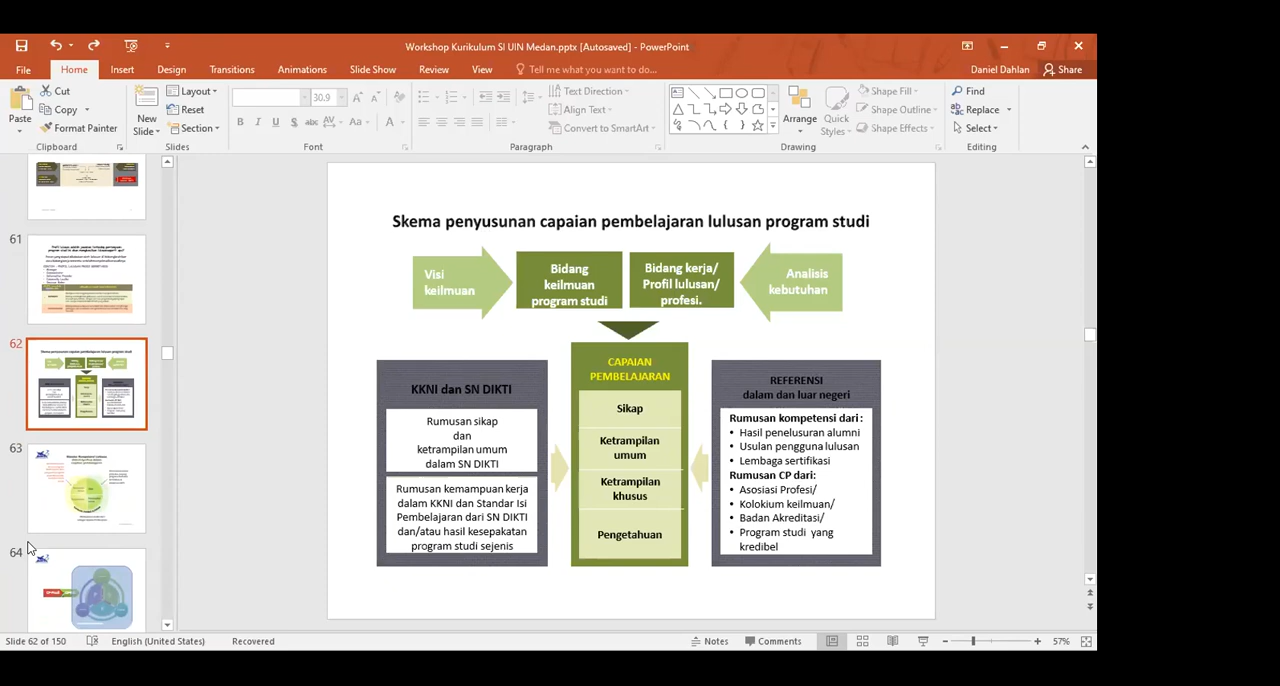 Workshop Kurikulum SI UIN Medan.pptx [Autosaved] - PowerPoint
File Home Insert Design Transitions Animations Slide Show Review View Tell me what you want to do... Daniel Dahlan Share
Paste
Cut
Copy
Format Painter
New
Slide
Layout
Reset
Section
30.9
Text Direction
Align Text
Convert to SmartArt
Arrange
Quick
Styles
Shape Fill
Shape Outline
Shape Effects
Find
Replace
Select
Clipboard Slides Font Paragraph Drawing Editing
61
62
63
64
Skema penyusunan capaian pembelajaran lulusan program studi
Visi
keilmuan
Bidang
keilmuan
program studi
Bidang kerja/
Profil lulusan/
profesi.
Analisis
kebutuhan
KKNI dan SN DIKTI
Rumusan sikap
dan
ketrampilan umum
dalam SN DIKTI
Rumusan kemampuan kerja
dalam KKNI dan Standar Isi
Pembelajaran dari SN DIKTI
dan/atau hasil kesepakatan
program studi sejenis
CAPAIAN
PEMBELAJARAN
Sikap
Ketrampilan
umum
Ketrampilan
khusus
Pengetahuan
REFERENSI
dalam dan luar negeri
Rumusan kompetensi dari :
• Hasil penelusuran alumni
• Usulan pengguna lulusan
• Lembaga sertifikasi
Rumusan CP dari:
• Asosiasi Profesi/
• Kolokium keilmuan/
• Badan Akreditasi/
• Program studi yang
kredibel
Slide 62 of 150 English (United States) Recovered Notes Comments 57%